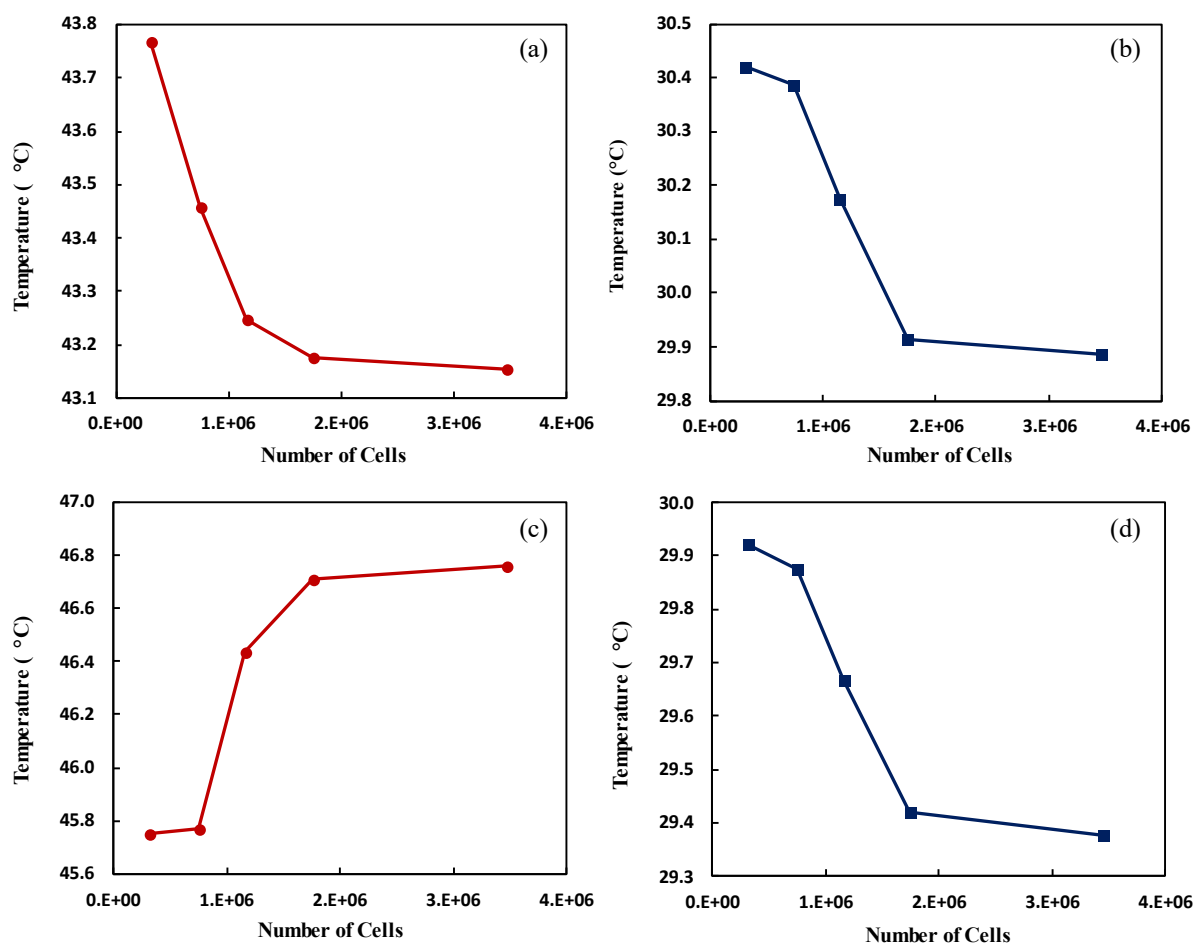 (a)
43.8
43.7
43.6
43.5
43.4
43.3
43.2
43.1
Temperature ( °C)
0.E+00 1.E+06 2.E+06 3.E+06 4.E+06
Number of Cells
(b)
30.5
30.4
30.3
30.2
30.1
30.0
29.9
29.8
Temperature (°C)
0.E+00 1.E+06 2.E+06 3.E+06 4.E+06
Number of Cells
(c)
47.0
46.8
46.6
46.4
46.2
46.0
45.8
45.6
Temperature ( °C)
0.E+00 1.E+06 2.E+06 3.E+06 4.E+06
Number of Cells
(d)
30.0
29.9
29.8
29.7
29.6
29.5
29.4
29.3
Temperature ( °C)
0.E+00 1.E+06 2.E+06 3.E+06 4.E+06
Number of Cells